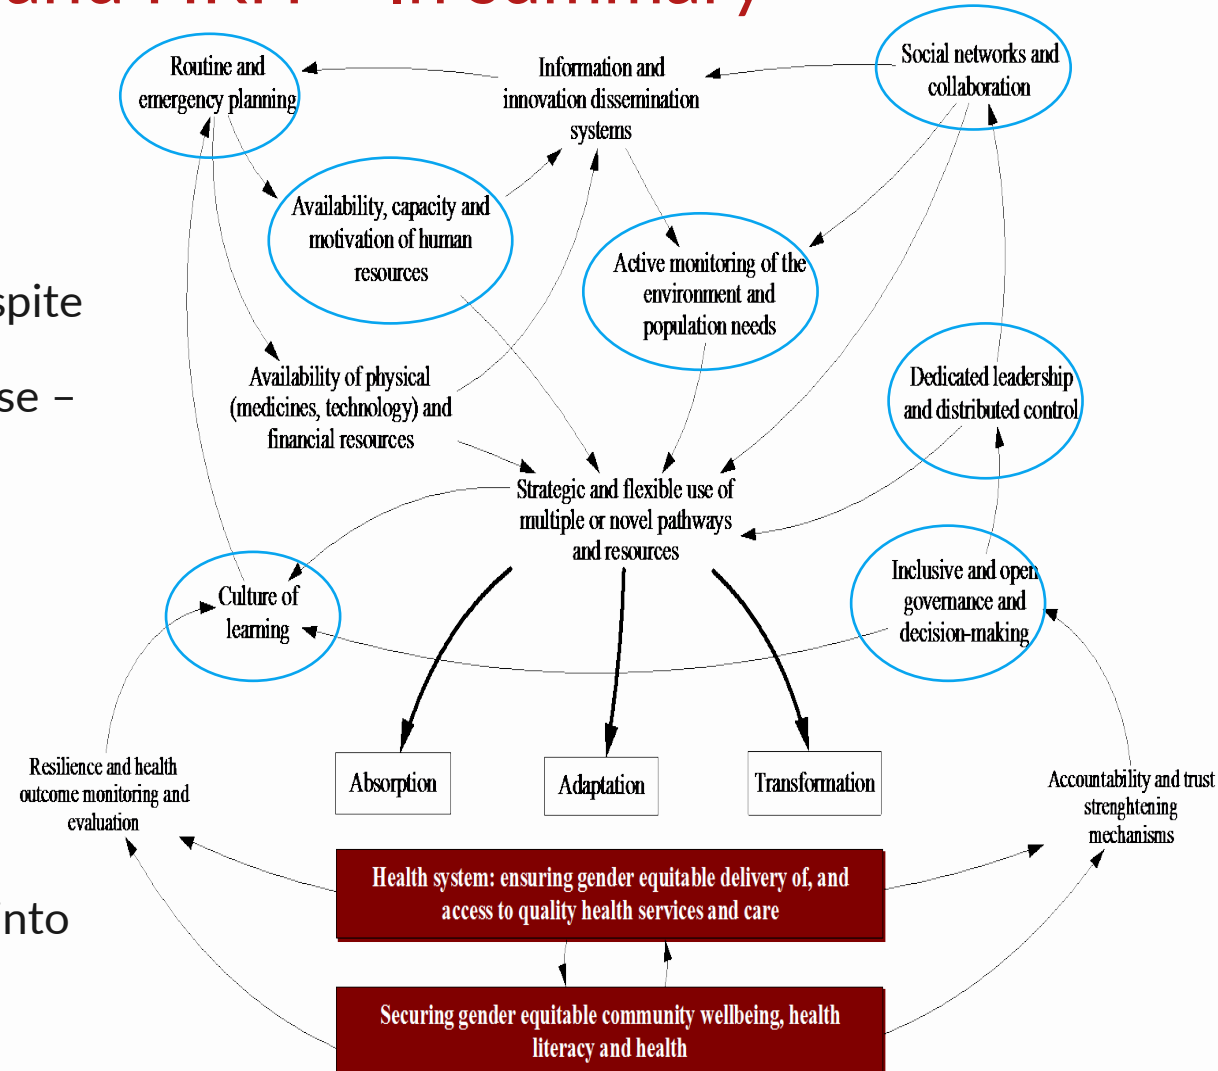 and HRH – In summary
Routine and
emergency planning
Information and
innovation dissemination
systems
Social networks and
collaboration
Availability, capacity and
motivation of human
resources
Active monitoring of the
environment and
population needs
spite
se –
Availability of physical
(medicines, technology) and
financial resources
Dedicated leadership
and distributed control
Strategic and flexible use of
multiple or novel pathways
and resources
Culture of
learning
Inclusive and open
governance and
decision-making
Resilience and health
outcome monitoring and
evaluation
Absorption
Adaptation
Transformation
Accountability and trust
strenghtening
mechanisms
Health system: ensuring gender equitable delivery of, and
access to quality health services and care
into
Securing gender equitable community wellbeing, health
literacy and health